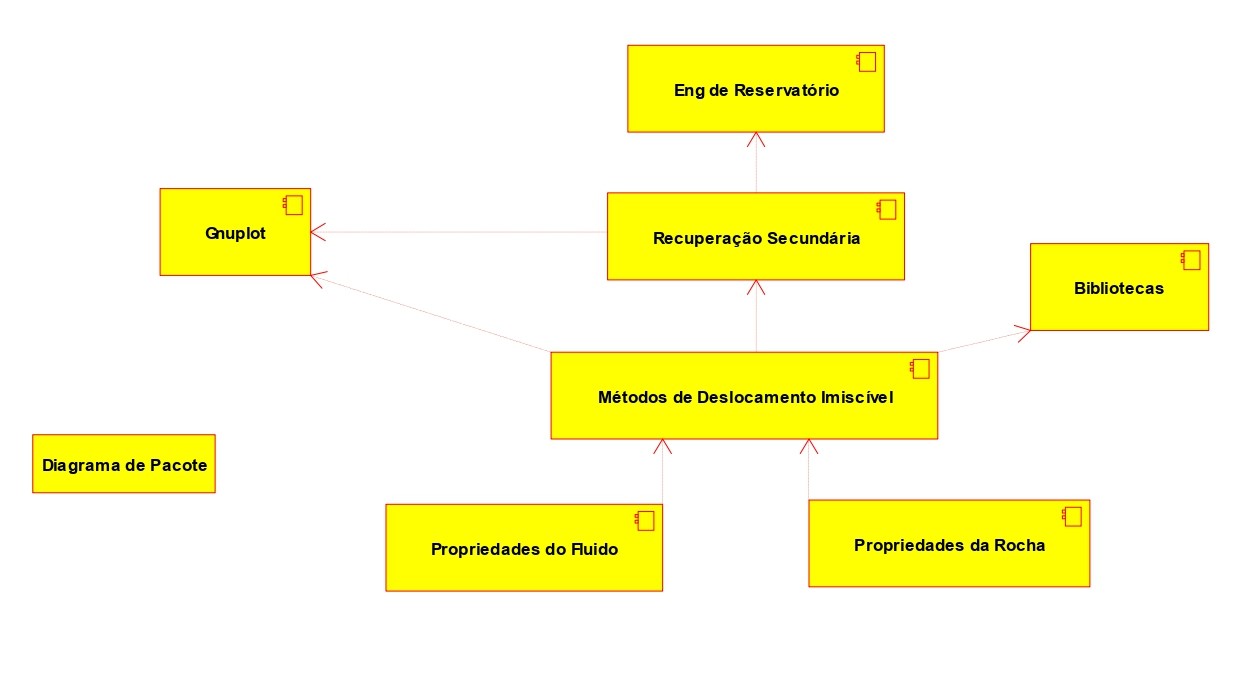 Eng de Reservatório
Gnuplot
Recuperação Secundária
Bibliotecas
Métodos de Deslocamento Imiscível
Diagrama de Pacote
Propriedades do Fluido
Propriedades da Rocha